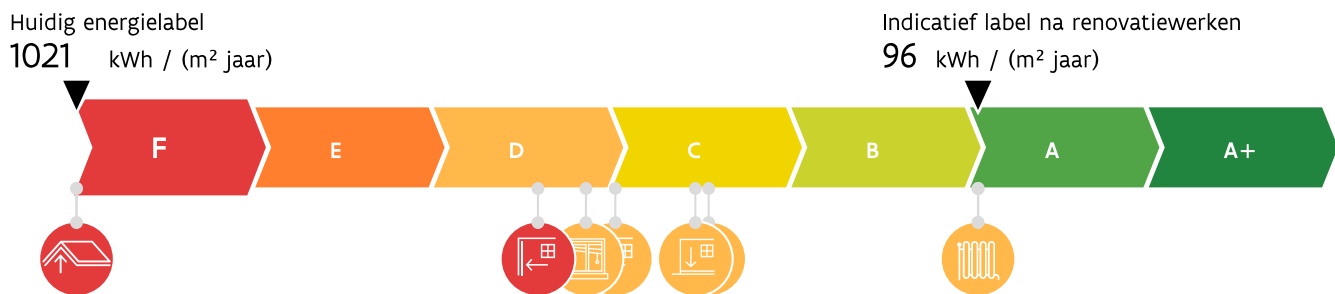 Huidig energielabel
1021 kWh / (m² jaar)
Indicatief label na renovatiewerken
96 kWh / (m² jaar)
F E D C B A A+